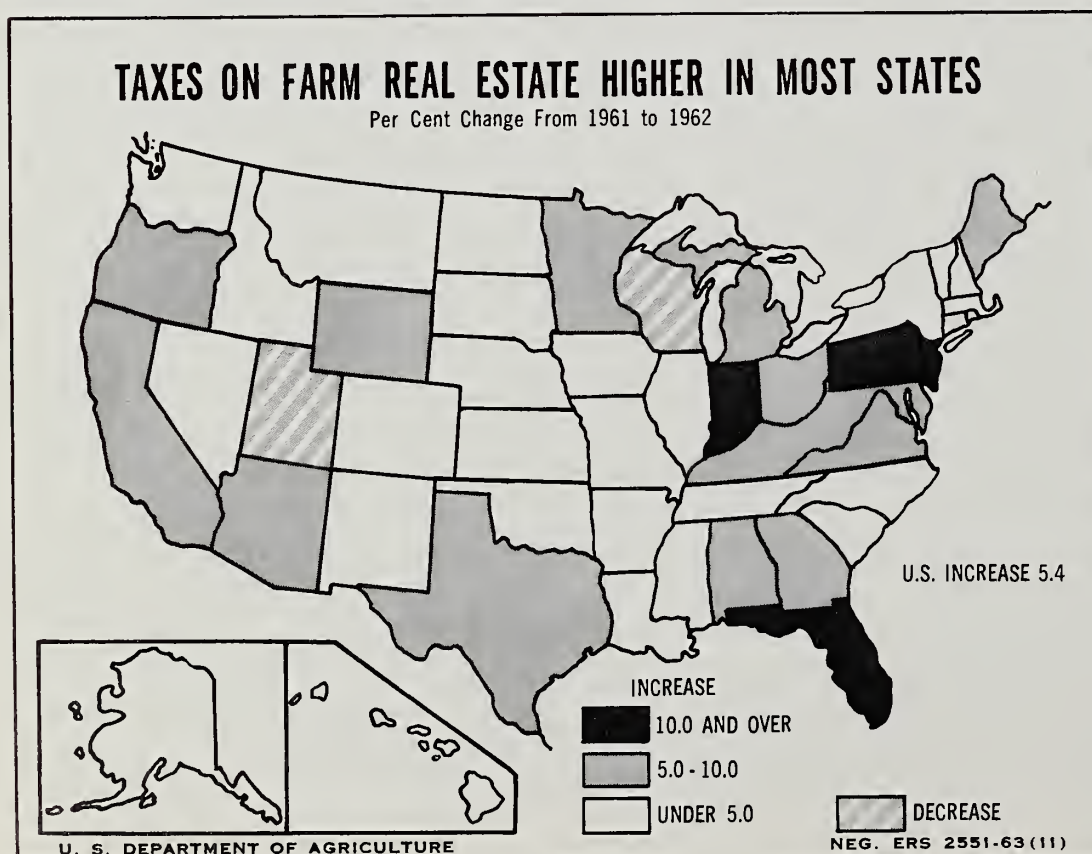 TAXES ON FARM REAL ESTATE HIGHER IN MOST STATES
Per Cent Change From 1961 to 1962
U.S. INCREASE 5.4
INCREASE
10.0 AND OVER
5.0 - 10.0
UNDER 5.0
DECREASE
U. S. DEPARTMENT OF AGRICULTURE
NEG. ERS 2551-63 (11)